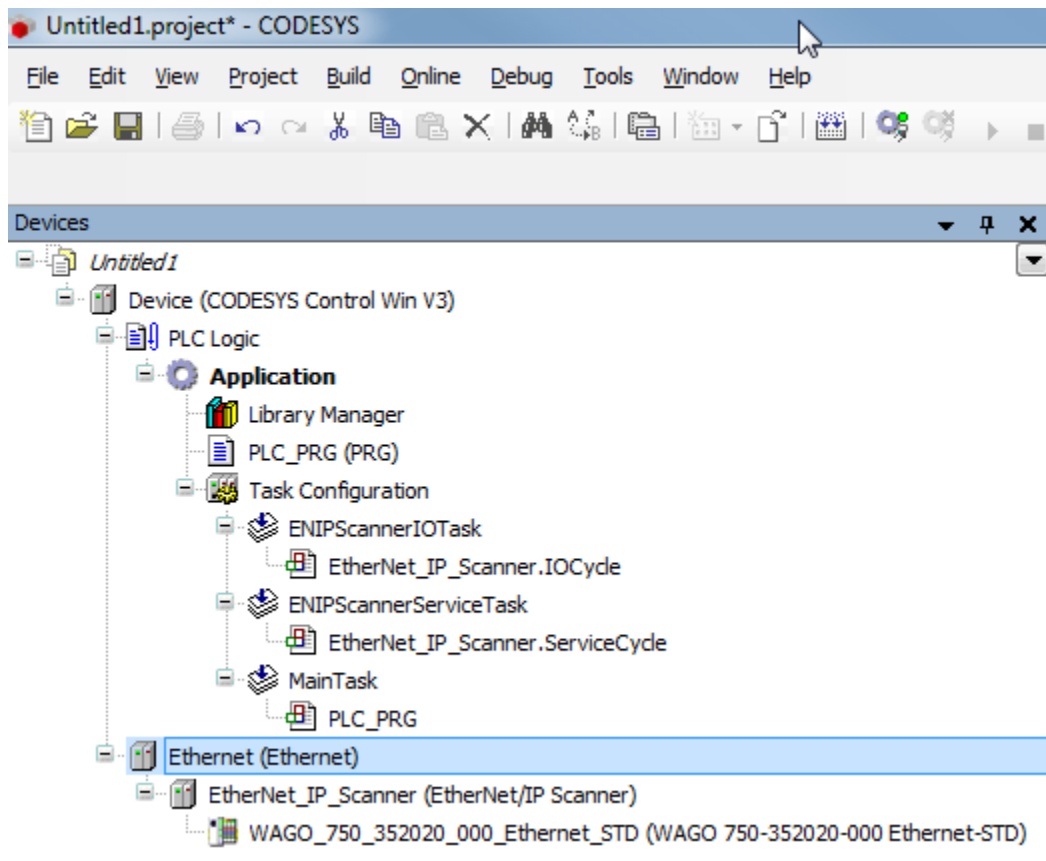 Untitled1.project* - CODESYS
File Edit View Project Build Online Debug Tools Window Help
Devices
Untitled1
Device (CODESYS Control Win V3)
PLC Logic
Application
Library Manager
PLC_PRG (PRG)
Task Configuration
ENIPScannerIOTask
EtherNet_IP_Scanner.IOCycle
ENIPScannerServiceTask
EtherNet_IP_Scanner.ServiceCycle
MainTask
PLC_PRG
Ethernet (Ethernet)
EtherNet_IP_Scanner (EtherNet/IP Scanner)
WAGO_750_352020_000_Ethernet_STD (WAGO 750-352020-000 Ethernet-STD)